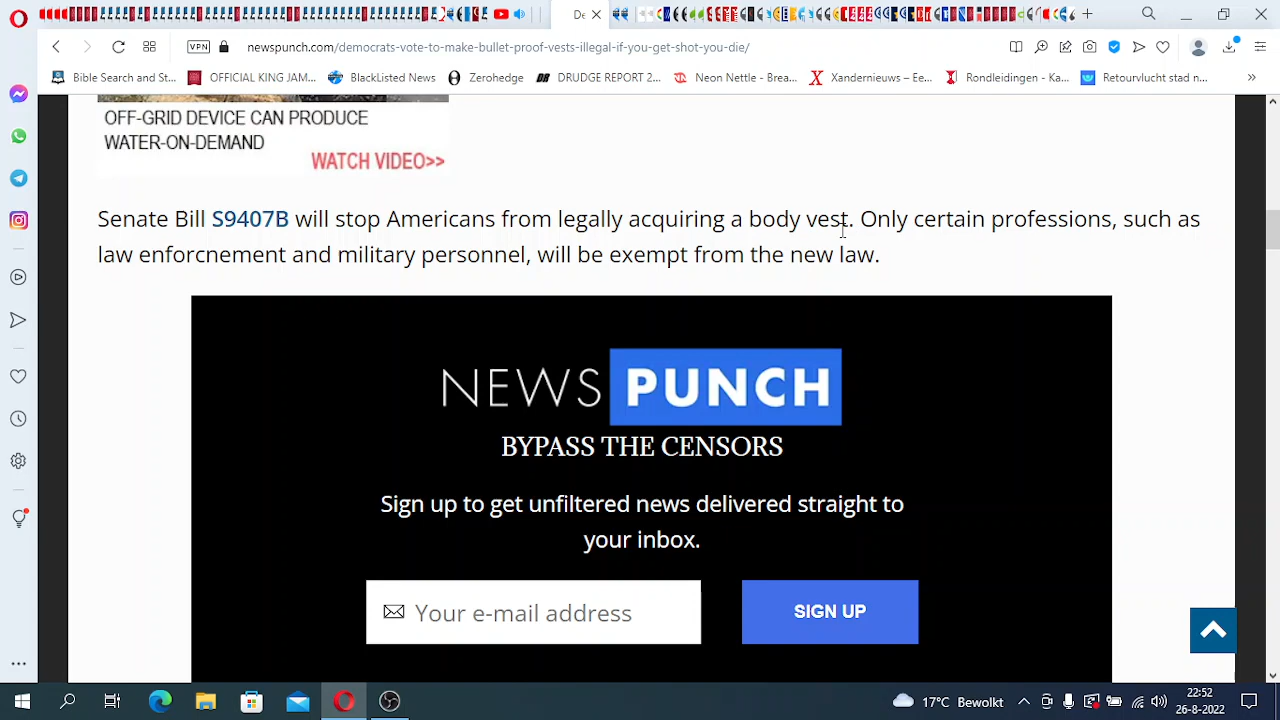 De
VPN
newspunch.com/democrats-vote-to-make-bullet-proof-vests-illegal-if-you-get-shot-you-die/
Bible Search and St... OFFICIAL KING JAM... BlackListed News ZeroHedge DRUDGE REPORT 2... Neon Nettle - Brea... Xandernieuws – Ee... Rondleiding - Ka... Retourvlucht stad n... »
OFF-GRID DEVICE CAN PRODUCE
WATER-ON-DEMAND
WATCH VIDEO>>
Senate Bill S9407B will stop Americans from legally acquiring a body vest. Only certain professions, such as
law enforcnement and military personnel, will be exempt from the new law.
NEWS PUNCH
BYPASS THE CENSORS
Sign up to get unfiltered news delivered straight to
your inbox.
Your e-mail address
SIGN UP
17°C Bewolkt
22:52
26-8-2022